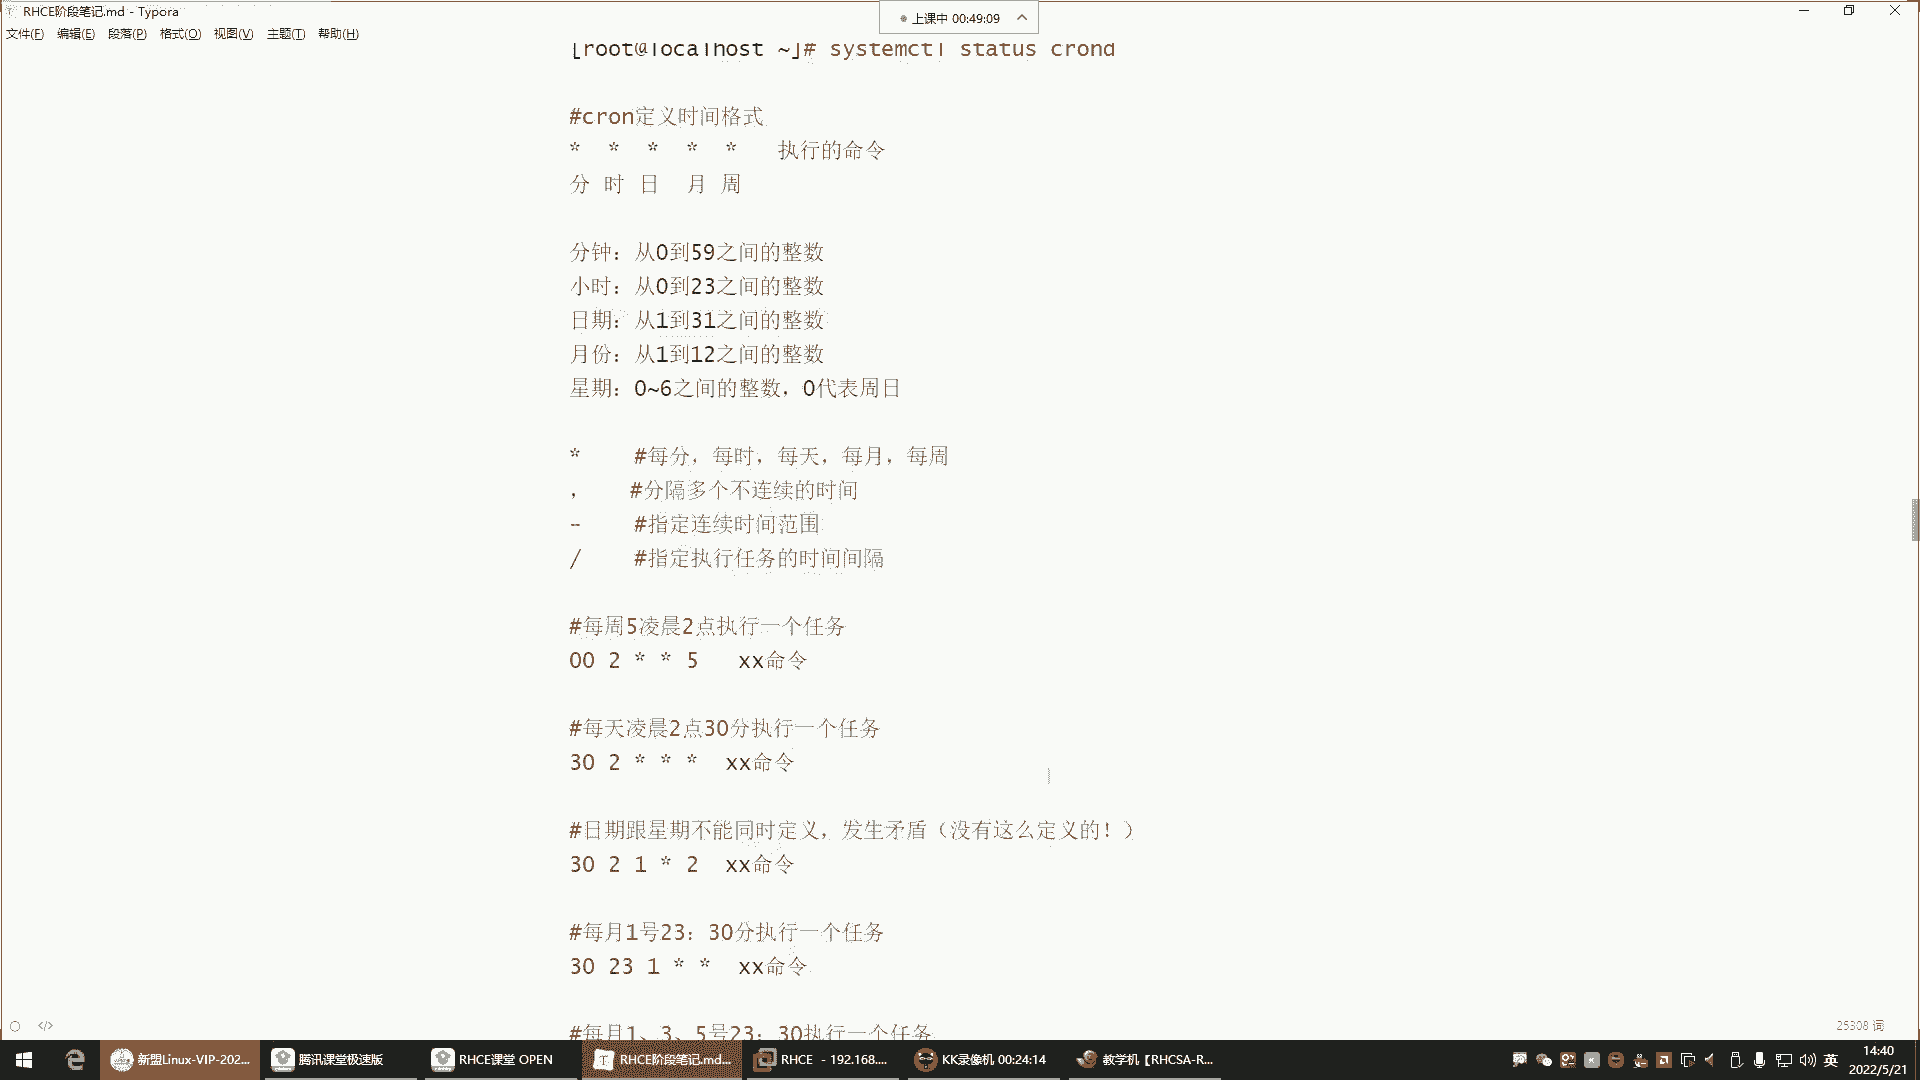 RHCE阶段笔记.md - Typora
上课中 00:49:09
文件(F) 编辑(E) 段落(P) 格式(O) 视图(V) 主题(T) 帮助(H)
[root@localhost ~]# systemctl status crond
#cron定义时间格式
* * * * * 执行的命令
分 时 日 月 周
分钟：从0到59之间的整数
小时：从0到23之间的整数
日期：从1到31之间的整数
月份：从1到12之间的整数
星期：0~6之间的整数，0代表周日
* #每分，每时，每天，每月，每周
， #分隔多个不连续的时间
- #指定连续时间范围
/ #指定执行任务的时间间隔
#每周5凌晨2点执行一个任务
00 2 * * 5 xx命令
#每天凌晨2点30分执行一个任务
30 2 * * * xx命令
#日期跟星期不能同时定义，发生矛盾（没有这么定义的！）
30 2 1 * 2 xx命令
#每月1号23：30分执行一个任务
30 23 1 * * xx命令
#每月1、3、5号23：30执行一个任务
25308 词
新盟Linux-VIP-202... 腾讯课堂极速版 RHCE课堂 OPEN RHCE阶段笔记.md... RHCE - 192.168.... KK录像机 00:24:14 教学机【RHCSA-R... 英 14:40
2022/5/21